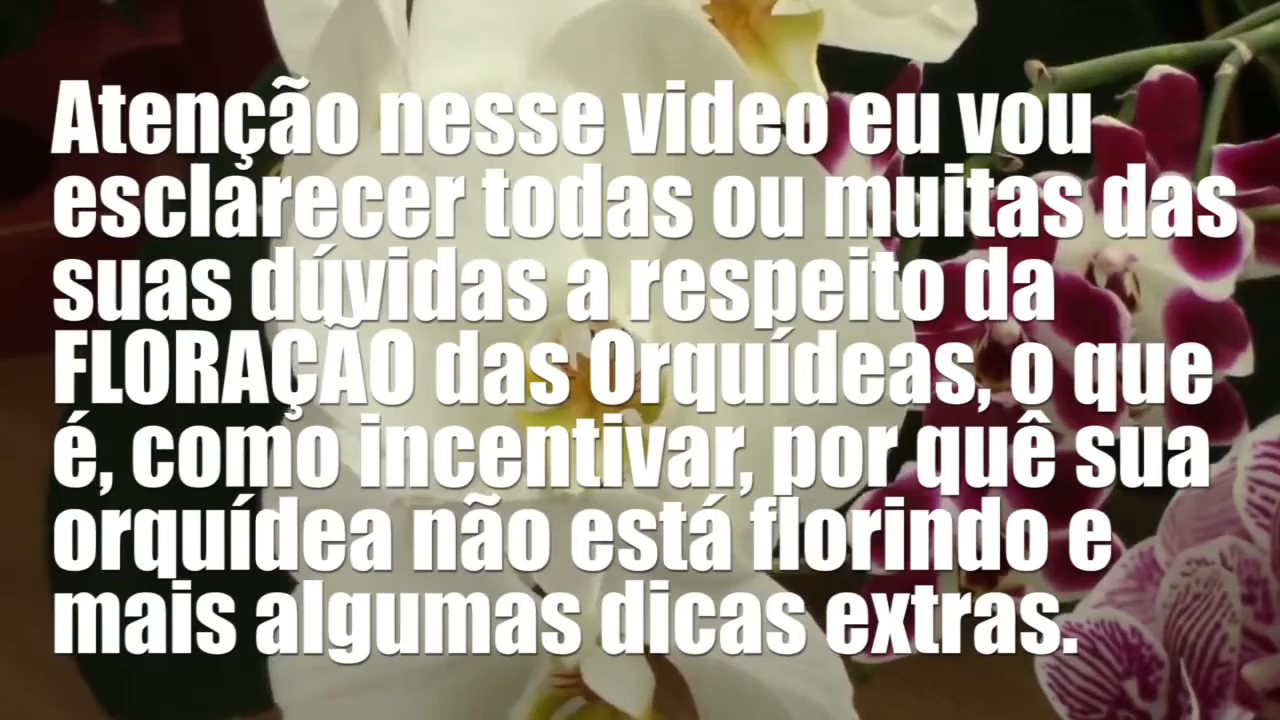 Atenção nesse video eu vou
esclarecer todas ou muitas das
suas dúvidas a respeito da
FLORAÇÃO das Orquídeas, o que
é, como incentivar, por quê sua
orquídea não está florindo e
mais algumas dicas extras.